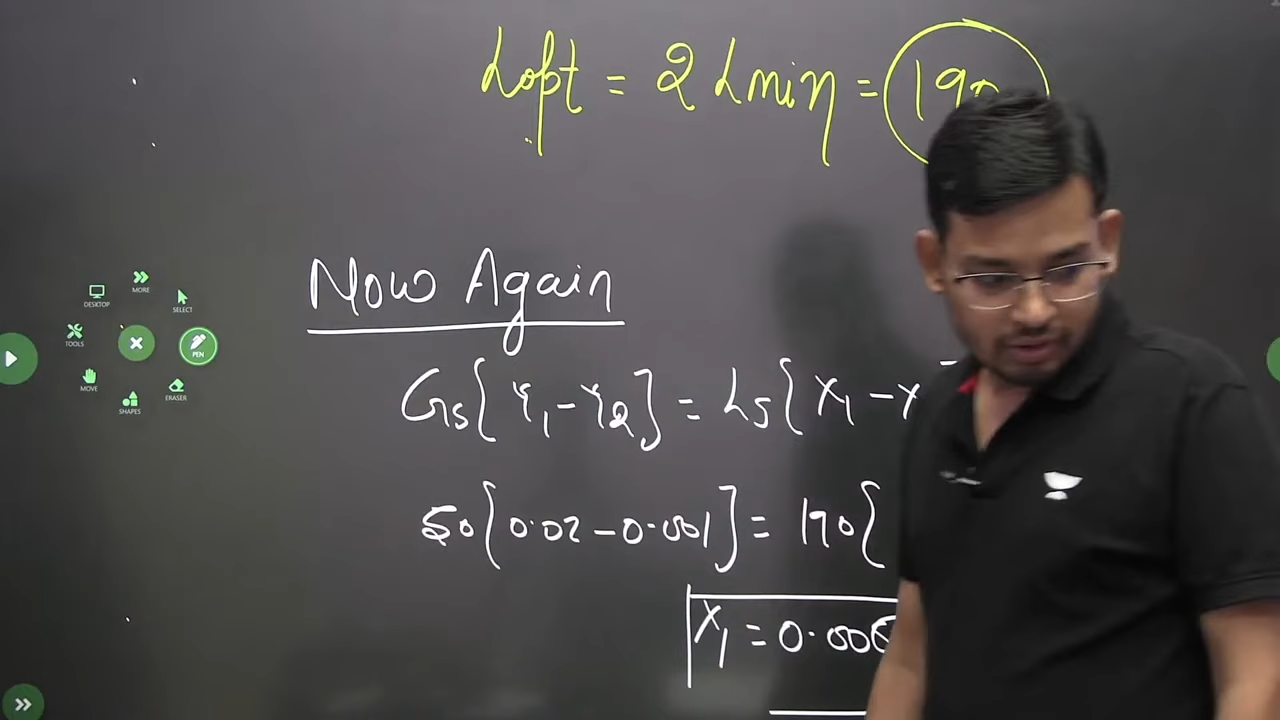 Lopt = 2 Lmin = 190
Now Again
Gs{Y1-Y2} = Ls{X1-X
50{0.02-0.001} = 190{
X1 = 0.00
DESKTOP
MORE
SELECT
TOOLS
PEN
MOVE
SHAPES
ERASER